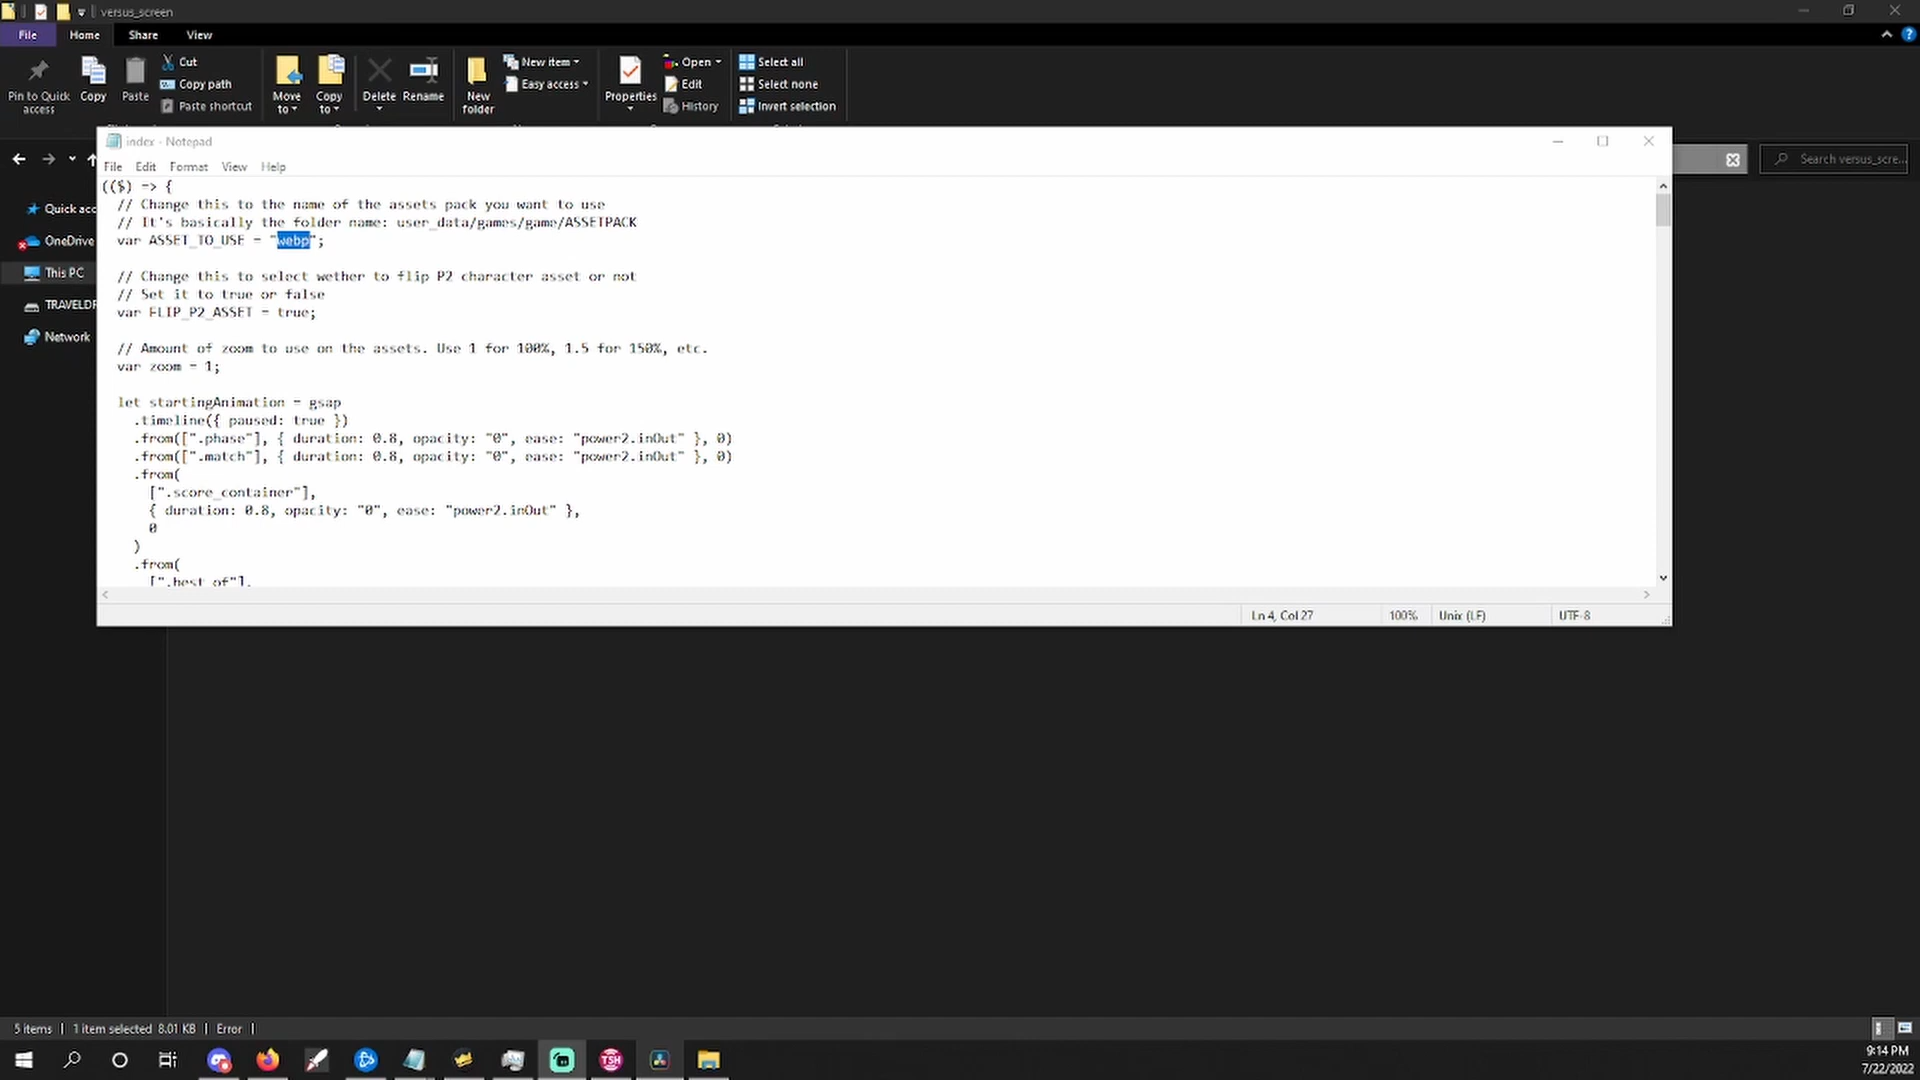 versus_screen
File Home Share View
Pin to Quick access
Copy
Paste
Cut
Copy path
Paste shortcut
Move to
Copy to
Delete
Rename
New folder
New item
Easy access
Properties
Open
Edit
History
Select all
Select none
Invert selection
Search versus_scre...
Quick acc
OneDrive
This PC
TRAVELDR
Network
index - Notepad
File Edit Format View Help
(($) => {
// Change this to the name of the assets pack you want to use
// It's basically the folder name: user_data/games/game/ASSETPACK
var ASSET_TO_USE = "webp";
// Change this to select wether to flip P2 character asset or not
// Set it to true or false
var FLIP_P2_ASSET = true;
// Amount of zoom to use on the assets. Use 1 for 100%, 1.5 for 150%, etc.
var zoom = 1;
let startingAnimation = gsap
.timeline({ paused: true })
.from([".phase"], { duration: 0.8, opacity: "0", ease: "power2.inOut" }, 0)
.from([".match"], { duration: 0.8, opacity: "0", ease: "power2.inOut" }, 0)
.from(
[".score_container"],
{ duration: 0.8, opacity: "0", ease: "power2.inOut" },
0
)
.from(
[".best_of"],
Ln 4, Col 27 100% Unix (LF) UTF-8
5 items 1 item selected 8.01 KB Error
TSH
9:14 PM
7/22/2022